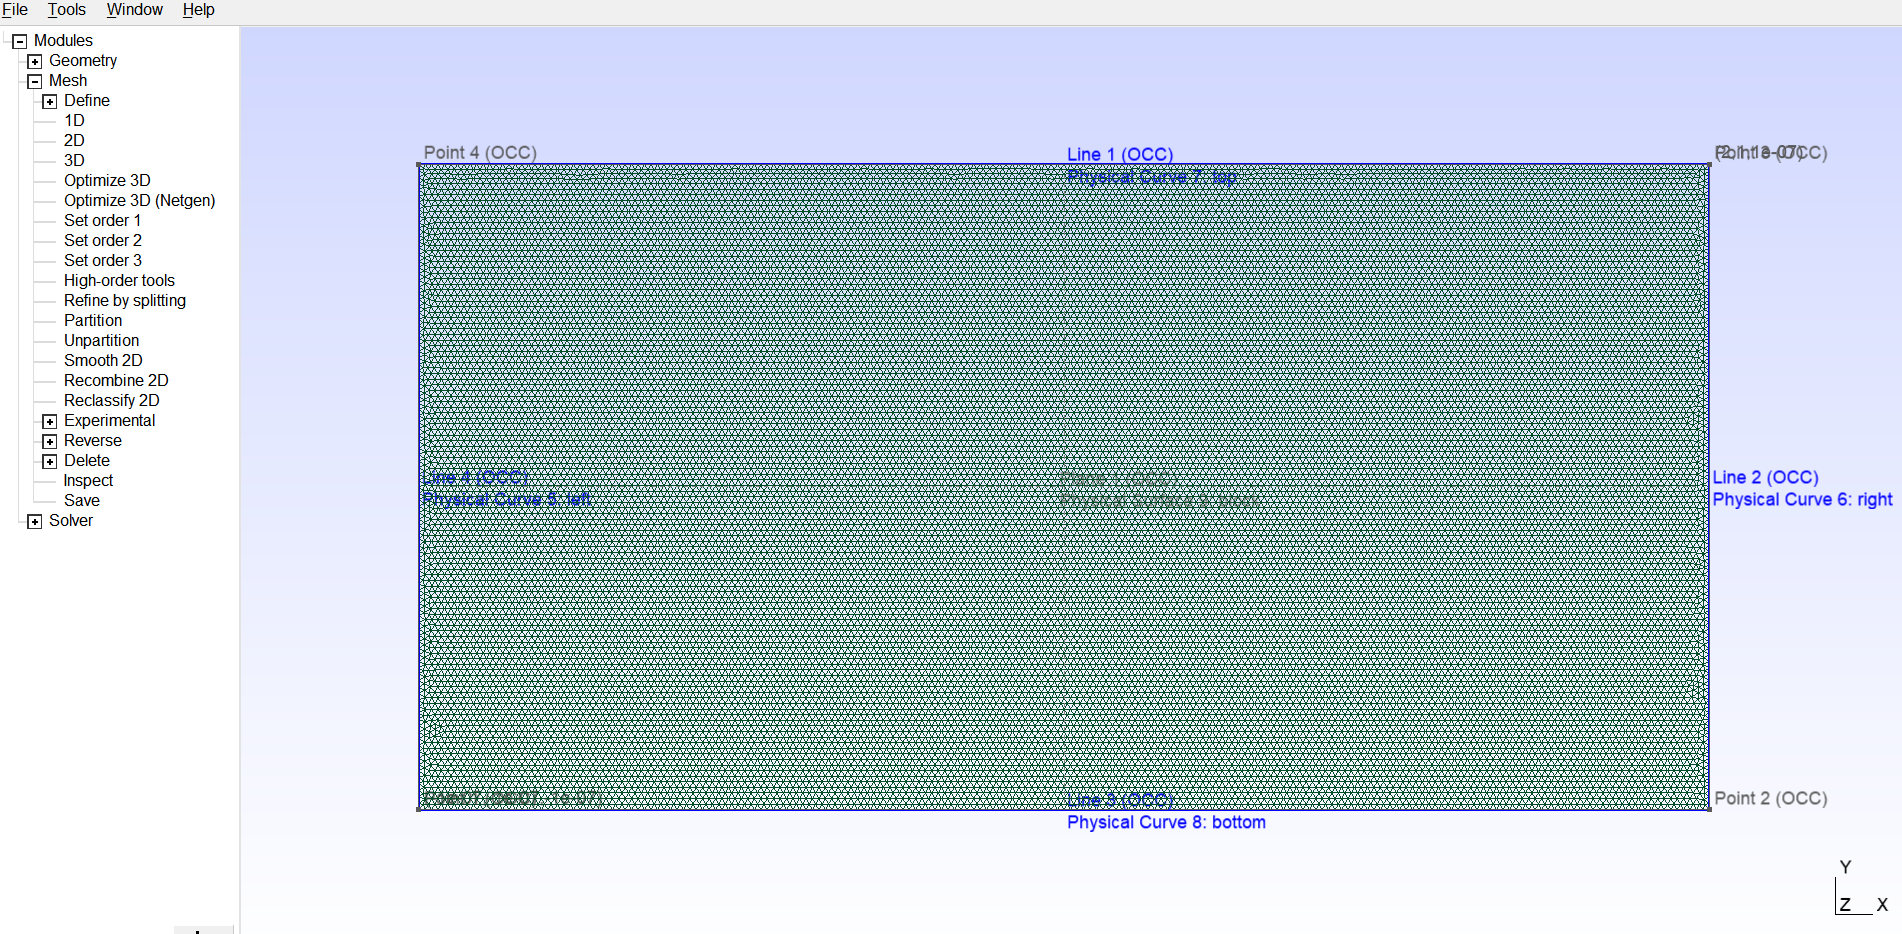 File Tools Window Help
Modules
Geometry
Mesh
Define
1D
2D
3D
Optimize 3D
Optimize 3D (Netgen)
Set order 1
Set order 2
Set order 3
High-order tools
Refine by splitting
Partition
Unpartition
Smooth 2D
Recombine 2D
Reclassify 2D
Experimental
Reverse
Delete
Inspect
Save
Solver
Point 4 (OCC)
Line 1 (OCC)
Physical Curve 7: top
Line 4 (OCC)
Physical Curve 5: left
Plane 1 (OCC)
Physical Surface 9:
Line 2 (OCC)
Physical Curve 6: right
Line 3 (OCC)
Physical Curve 8: bottom
Point 2 (OCC)
Y
Z X